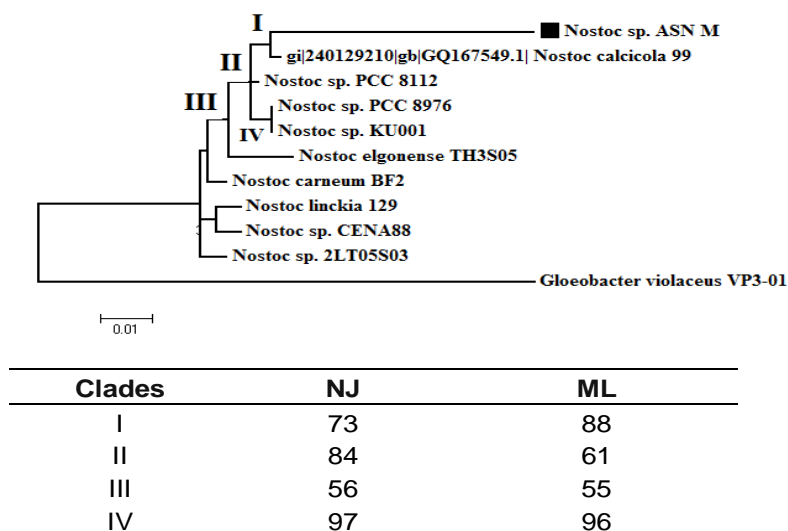 I
Nostoc sp. ASN M
gi|240129210|gb|GQ167549.1| Nostoc calcicola 99
II
Nostoc sp. PCC 8112
III
Nostoc sp. PCC 8976
IV
Nostoc sp. KU001
Nostoc elgonense TH3S05
Nostoc carneum BF2
Nostoc linckia 129
Nostoc sp. CENA88
Nostoc sp. 2LT05S03
Gloeobacter violaceus VP3-01
0.01
Clades NJ ML
I 73 88
II 84 61
III 56 55
IV 97 96